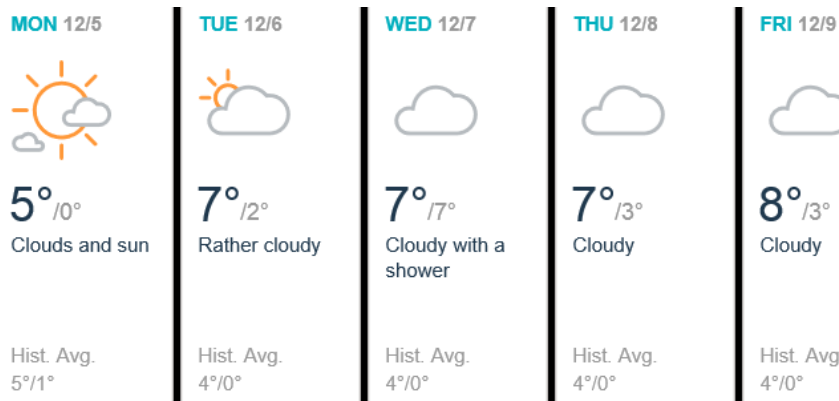 MON 12/5
5°/0°
Clouds and sun
Hist. Avg.
5°/1°
TUE 12/6
7°/2°
Rather cloudy
Hist. Avg.
4°/0°
WED 12/7
7°/7°
Cloudy with a
shower
Hist. Avg.
4°/0°
THU 12/8
7°/3°
Cloudy
Hist. Avg.
4°/0°
FRI 12/9
8°/3°
Cloudy
Hist. Avg
4°/0°